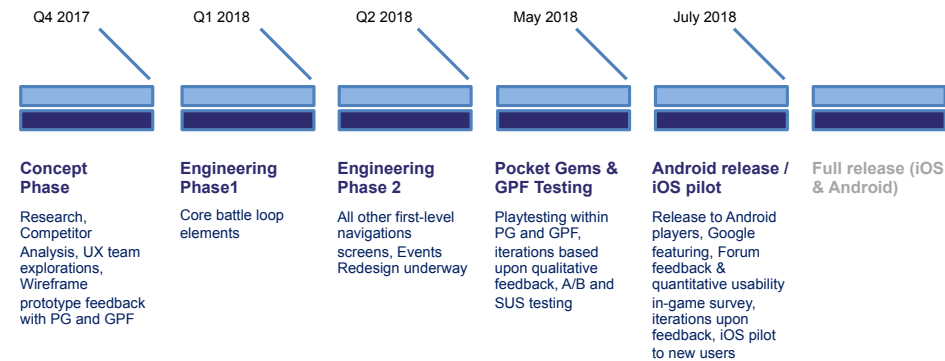 Q4 2017
Q1 2018
Q2 2018
May 2018
July 2018
Concept
Phase
Research,
Competitor
Analysis, UX team
explorations,
Wireframe
prototype feedback
with PG and GPF
Engineering
Phase1
Core battle loop
elements
Engineering
Phase 2
All other first-level
navigations
screens, Events
Redesign underway
Pocket Gems &
GPF Testing
Playtesting within
PG and GPF,
iterations based
upon qualitative
feedback, A/B and
SUS testing
Android release /
iOS pilot
Release to Android
players, Google
featuring, Forum
feedback &
quantitative usability
in-game survey,
iterations upon
feedback, iOS pilot
to new users
Full release (iOS
& Android)